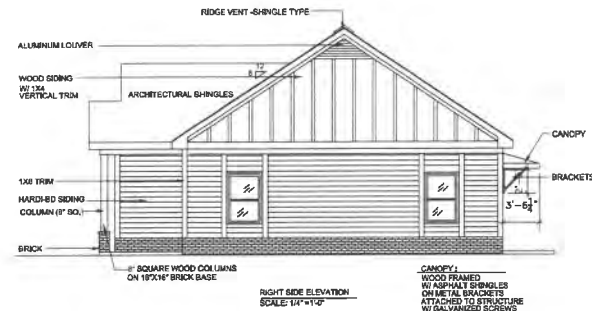 RIDGE VENT -SHINGLE TYPE
ALUMINUM LOUVER
WOOD SIDING
W/ 1X4
VERTICAL TRIM
12
8
ARCHITECTURAL SHINGLES
CANOPY
BRACKETS
1X8 TRIM
HARDI-BD SIDING
COLUMN (8" SQ.)
3'-6¼"
BRICK
8" SQUARE WOOD COLUMNS
ON 16"X16" BRICK BASE
RIGHT SIDE ELEVATION
SCALE: 1/4"=1'-0"
CANOPY:
WOOD FRAMED
W/ ASPHALT SHINGLES
ON METAL BRACKETS
ATTACHED TO STRUCTURE
W/ GALVANIZED SCREWS